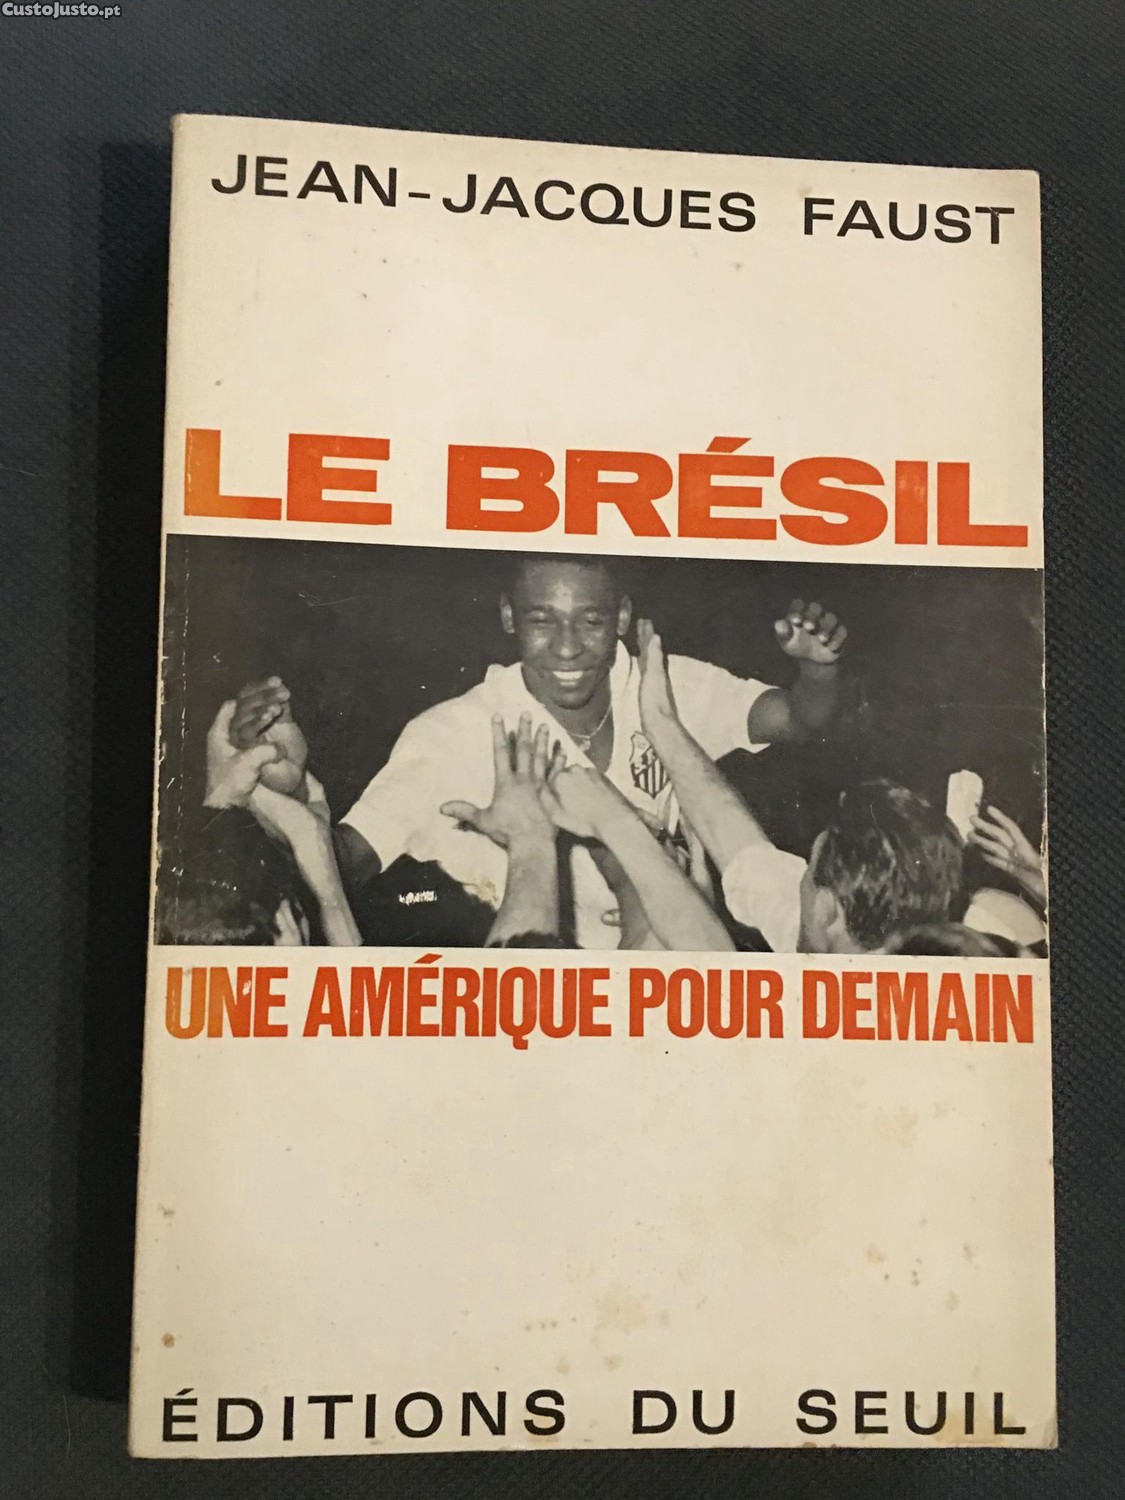 CustoJusto.pt
JEAN-JACQUES FAUST
LE BRÉSIL
UNE AMÉRIQUE POUR DEMAIN
ÉDITIONS DU SEUIL